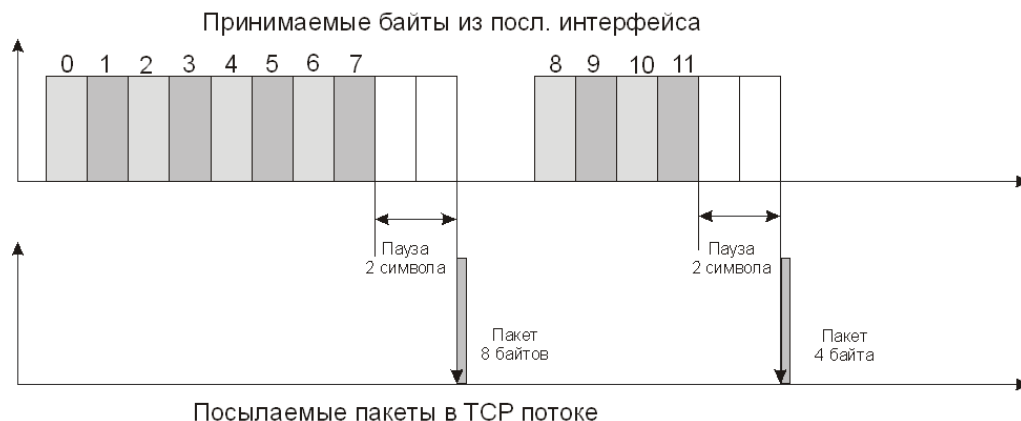 Принимаемые байты из посл. интерфейса
0 1 2 3 4 5 6 7 8 9 10 11
Пауза
2 символа
Пауза
2 символа
Пакет
8 байтов
Пакет
4 байта
Посылаемые пакеты в TCP потоке